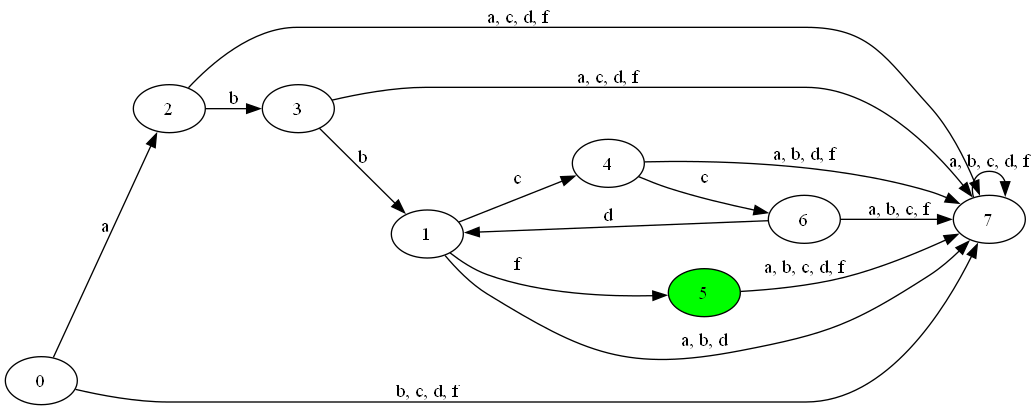 a, c, d, f
a, c, d, f
2
b
3
b
a
c
4
a, b, d, f
c
a, b, c, d, f
1
d
6
a, b, c, f
7
f
5
a, b, c, d, f
a, b, d
0
b, c, d, f